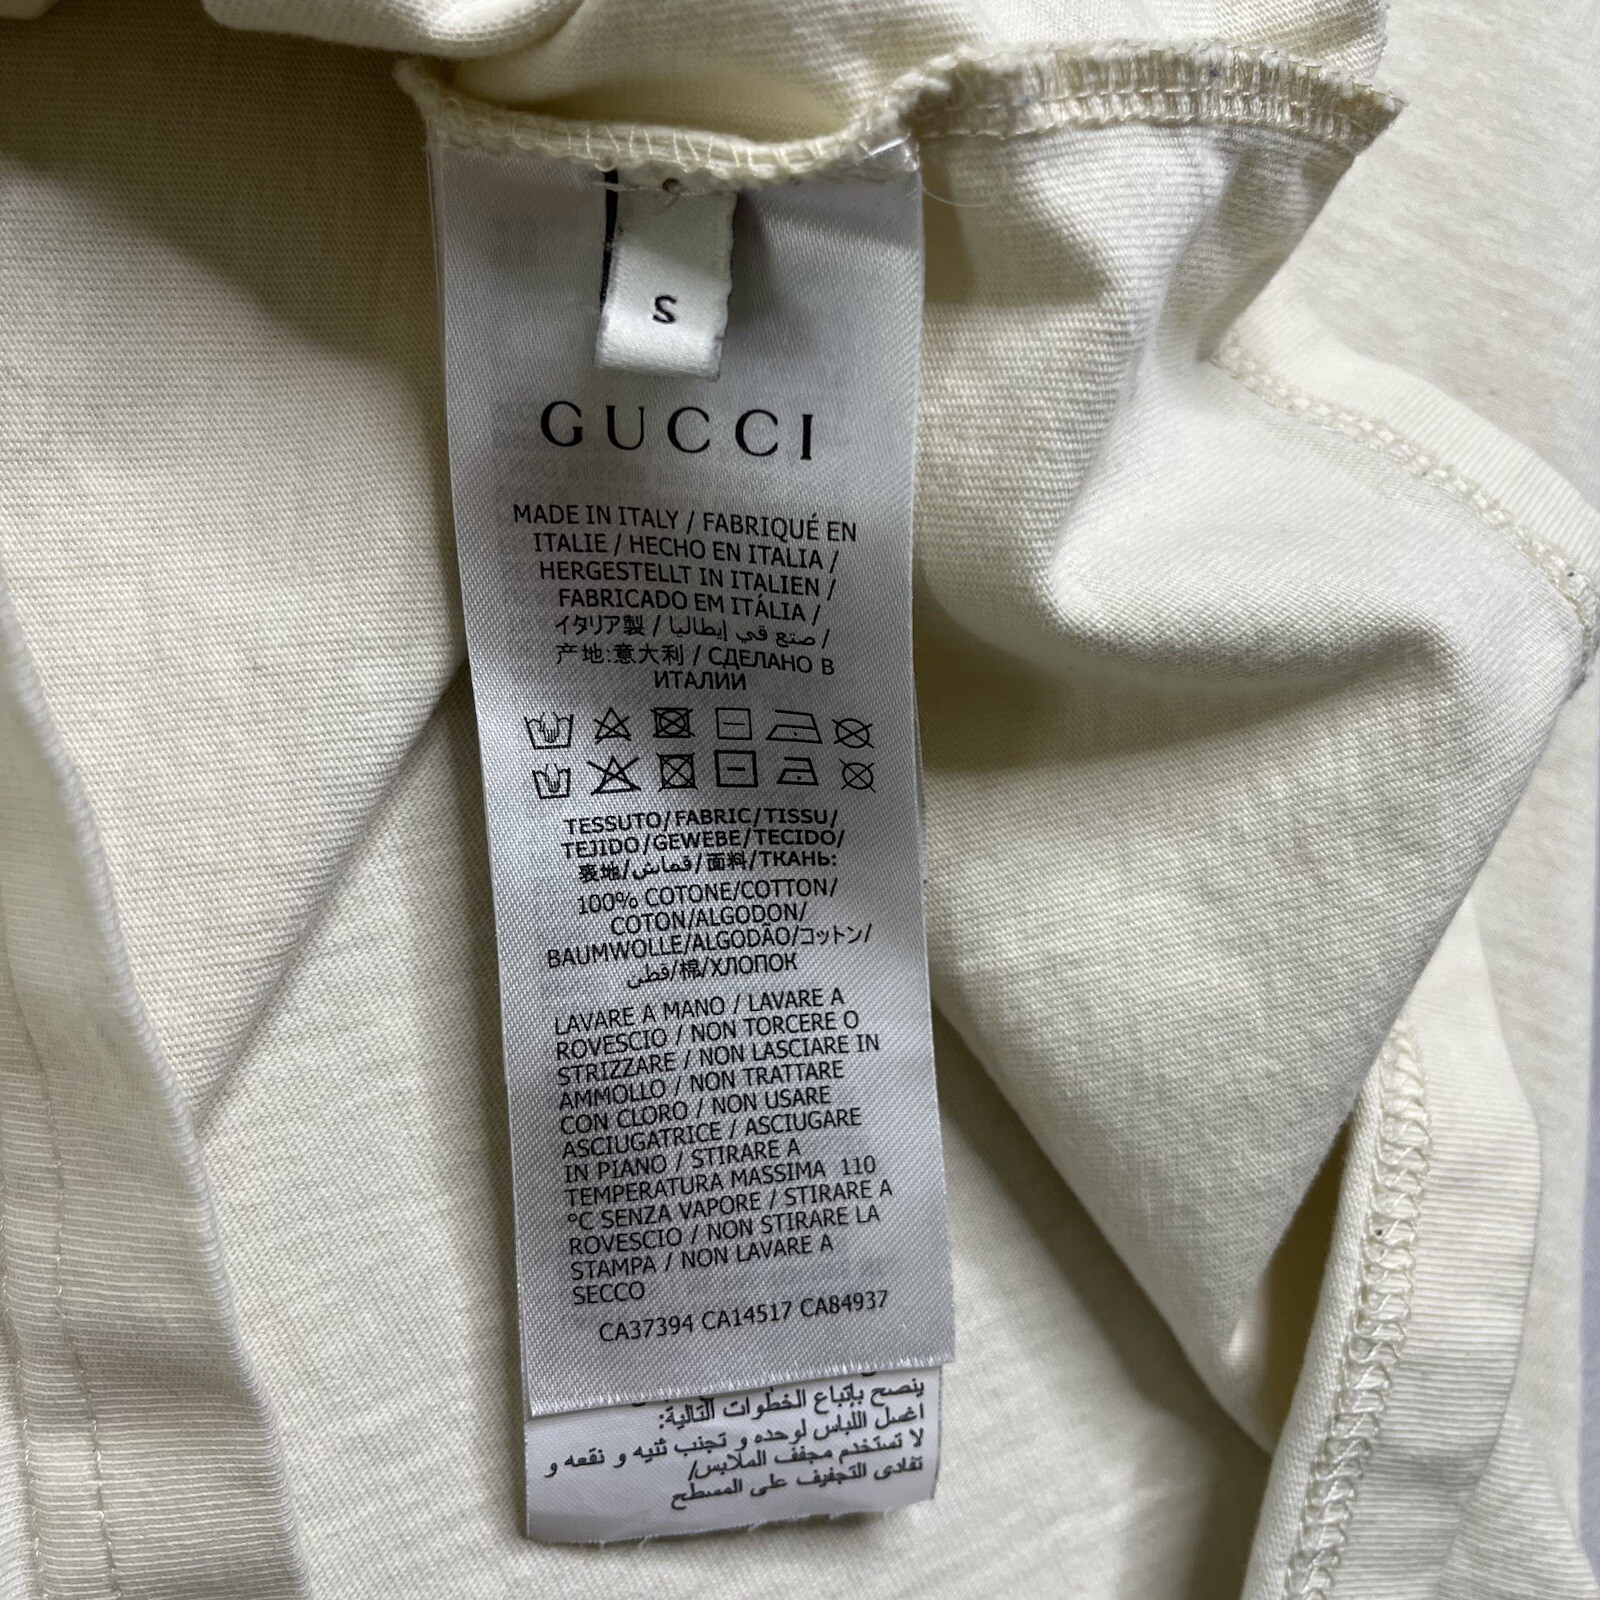 S
GUCCI
MADE IN ITALY / FABRIQUÉ EN
ITALIE / HECHO EN ITALIA /
HERGESTELLT IN ITALIEN /
FABRICADO EM ITÁLIA /
イタリア製 / صنع في إيطاليا /
产地:意大利 / СДЕЛАНО В
ИТАЛИИ
TESSUTO/FABRIC/TISSU/
TEJIDO/GEWEBE/TECIDO/
表地/قماش/面料/ТКАНЬ:
100% COTONE/COTTON/
COTON/ALGODON/
BAUMWOLLE/ALGODÃO/コットン/
قطن/棉/ХЛОПОК
LAVARE A MANO / LAVARE A
ROVESCIO / NON TORCERE O
STRIZZARE / NON LASCIARE IN
AMMOLLO / NON TRATTARE
CON CLORO / NON USARE
ASCIUGATRICE / ASCIUGARE
IN PIANO / STIRARE A
TEMPERATURA MASSIMA 110
°C SENZA VAPORE / STIRARE A
ROVESCIO / NON STIRARE LA
STAMPA / NON LAVARE A
SECCO
CA37394 CA14517 CA84937
ينصح بإتباع الخطوات التالية:
اغسل اللباس لوحده و تجنب ثنيه و نقعه و
لا تستخدم مجفف الملابس/
تفادى التجفيف على المسطح